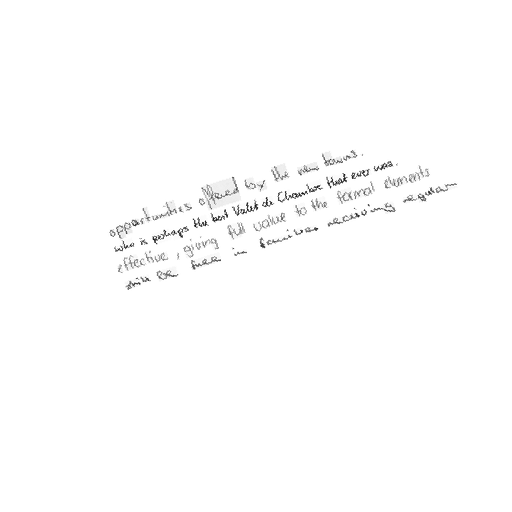 opportunities offered by the new towns.
who is perhaps the best Valet de Chambre that ever was.
effective, giving full value to the formal elements
still be free in families receiving regular